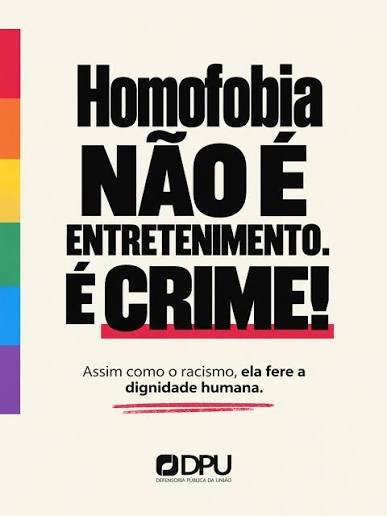 Homofobia
NÃO É
ENTRETENIMENTO.
É CRIME!
Assim como o racismo, ela fere a
dignidade humana.
DPU
DEFENSORIA PÚBLICA DA UNIÃO